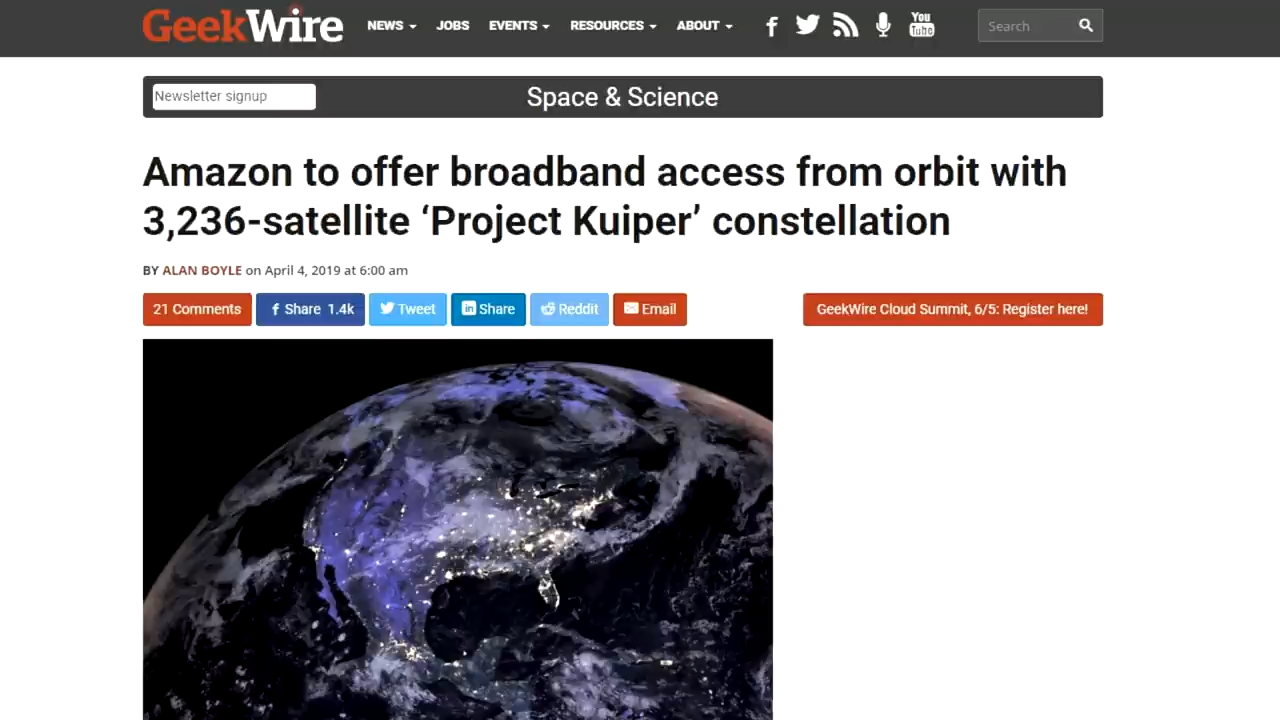 GeekWire NEWS JOBS EVENTS RESOURCES ABOUT You Tube Search
Newsletter signup Space & Science
Amazon to offer broadband access from orbit with
3,236-satellite ‘Project Kuiper’ constellation
BY ALAN BOYLE on April 4, 2019 at 6:00 am
21 Comments Share 1.4k Tweet in Share Reddit Email GeekWire Cloud Summit, 6/5: Register here!